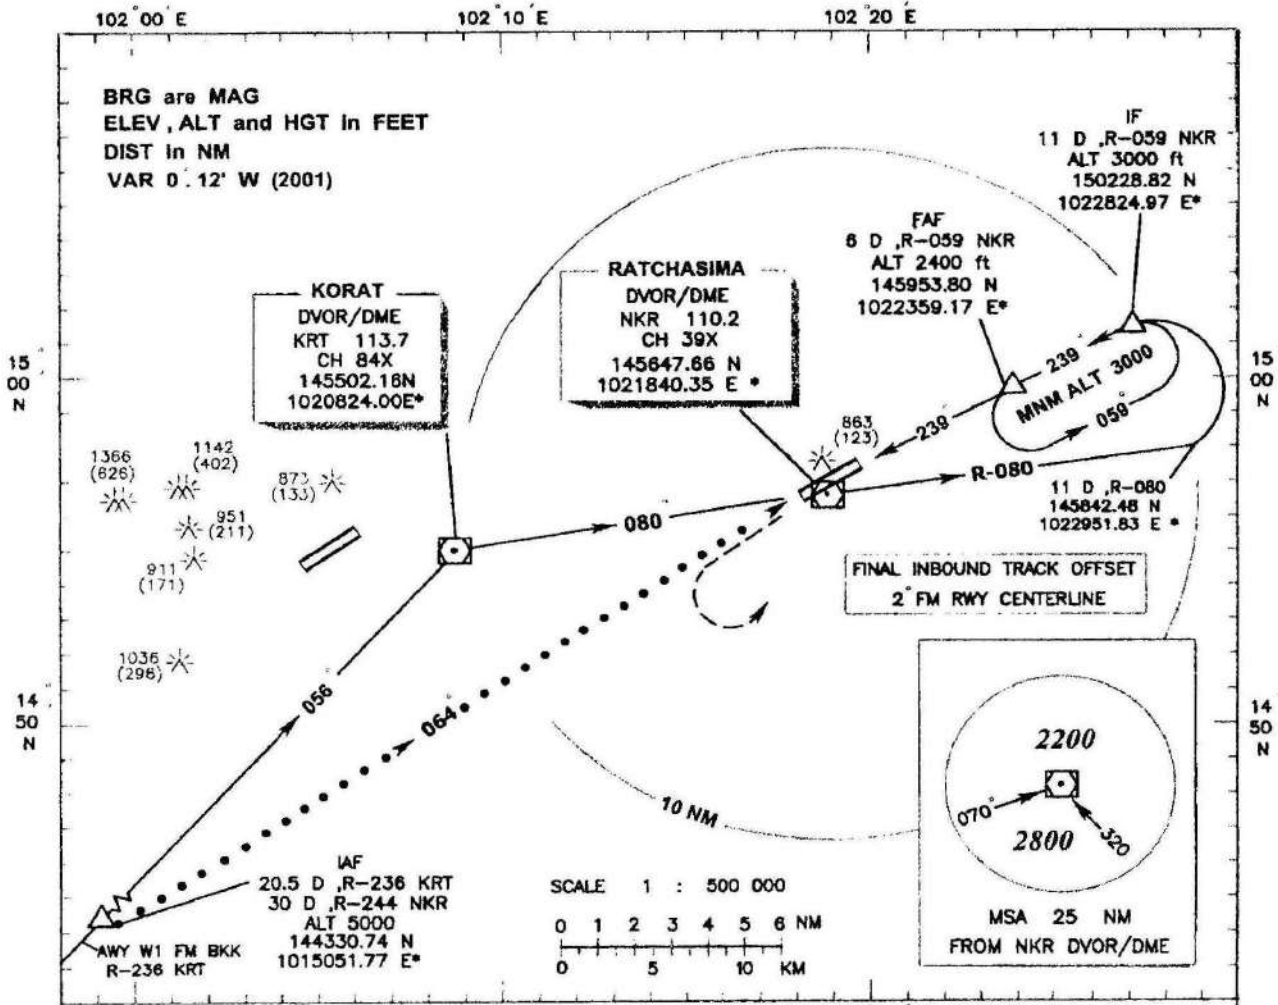 102°00' E
102°10' E
102°20' E
BRG are MAG
ELEV, ALT and HGT in FEET
DIST in NM
VAR 0°12' W (2001)
IF
11 D ,R-059 NKR
ALT 3000 ft
150228.82 N
1022824.97 E*
FAF
6 D ,R-059 NKR
ALT 2400 ft
145953.80 N
1022359.17 E*
KORAT
DVOR/DME
KRT 113.7
CH 84X
145502.16N
1020824.00E*
RATCHASIMA
DVOR/DME
NKR 110.2
CH 39X
145647.66 N
1021840.35 E *
15°
00'
N
15°
00'
N
239°
MNM ALT 3000
059°
239°
863
(123)
1366
(626)
1142
(402)
873
(133)
951
(211)
911
(171)
1036
(296)
080°
R-080
11 D ,R-080
145842.48 N
1022951.83 E *
FINAL INBOUND TRACK OFFSET
2° FM RWY CENTERLINE
056°
064°
14°
50'
N
14°
50'
N
10 NM
2200
070°
2800
320
MSA 25 NM
FROM NKR DVOR/DME
IAF
20.5 D ,R-236 KRT
30 D ,R-244 NKR
ALT 5000
144330.74 N
1015051.77 E*
AWY W1 FM BKK
R-236 KRT
SCALE 1 : 500 000
0 1 2 3 4 5 6 NM
0 5 10 KM